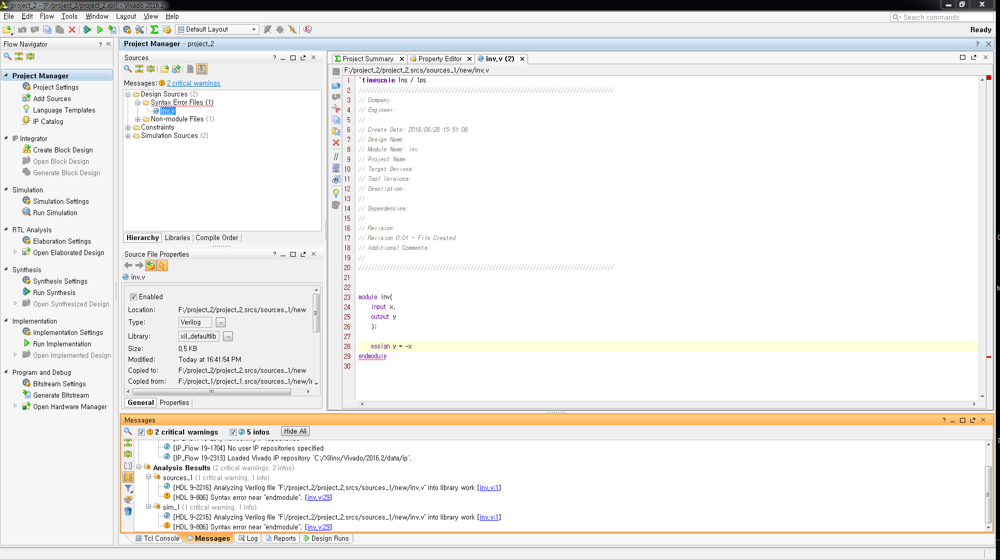 project_2 - [F:/project_2/project_2.xpr] - Vivado 2016.2
File Edit Flow Tools Window Layout View Help
Search commands
Default Layout
Ready
Flow Navigator ? «
Project Manager
Project Settings
Add Sources
Language Templates
IP Catalog
IP Integrator
Create Block Design
Open Block Design
Generate Block Design
Simulation
Simulation Settings
Run Simulation
RTL Analysis
Elaboration Settings
Open Elaborated Design
Synthesis
Synthesis Settings
Run Synthesis
Open Synthesized Design
Implementation
Implementation Settings
Run Implementation
Open Implemented Design
Program and Debug
Bitstream Settings
Generate Bitstream
Open Hardware Manager
Project Manager - project_2
Sources
Messages: 2 critical warnings
Design Sources (2)
Syntax Error Files (1)
inv.v
Non-module Files (1)
Constraints
Simulation Sources (2)
Hierarchy Libraries Compile Order
Source File Properties
inv.v
Enabled
Location: F:/project_2/project_2.srcs/sources_1/new
Type: Verilog
Library: xil_defaultlib
Size: 0.5 KB
Modified: Today at 16:41:54 PM
Copied to: F:/project_2/project_2.srcs/sources_1/new
Copied from: F:/project_1/project_1.srcs/sources_1/new/i
General Properties
Project Summary Property Editor inv.v (2)
F:/project_2/project_2.srcs/sources_1/new/inv.v
1 `timescale 1ns / 1ps
2 //////////////////////////////////////////////////////////////////////////////////
3 // Company:
4 // Engineer:
5 //
6 // Create Date: 2018/08/28 15:51:08
7 // Design Name:
8 // Module Name: inv
9 // Project Name:
10 // Target Devices:
11 // Tool Versions:
12 // Description:
13 //
14 // Dependencies:
15 //
16 // Revision:
17 // Revision 0.01 - File Created
18 // Additional Comments:
19 //
20 //////////////////////////////////////////////////////////////////////////////////
21
22
23 module inv(
24 input x,
25 output y
26 );
27
28 assign y = ~x
29 endmodule
30
Messages
2 critical warnings 5 infos Hide All
[IP_Flow 19-1704] No user IP repositories specified
[IP_Flow 19-2313] Loaded Vivado IP repository 'C:/Xilinx/Vivado/2016.2/data/ip'.
Analysis Results (2 critical warnings, 2 infos)
sources_1 (1 critical warning, 1 info)
[HDL 9-2216] Analyzing Verilog file "F:/project_2/project_2.srcs/sources_1/new/inv.v" into library work [inv.v:1]
[HDL 9-806] Syntax error near "endmodule". [inv.v:29]
sim_1 (1 critical warning, 1 info)
[HDL 9-2216] Analyzing Verilog file "F:/project_2/project_2.srcs/sources_1/new/inv.v" into library work [inv.v:1]
[HDL 9-806] Syntax error near "endmodule". [inv.v:29]
Tcl Console Messages Log Reports Design Runs